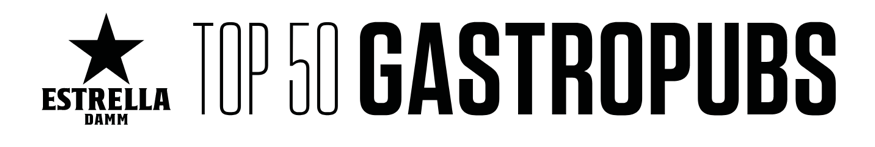 ESTRELLA
DAMM
TOP 50 GASTROPUBS